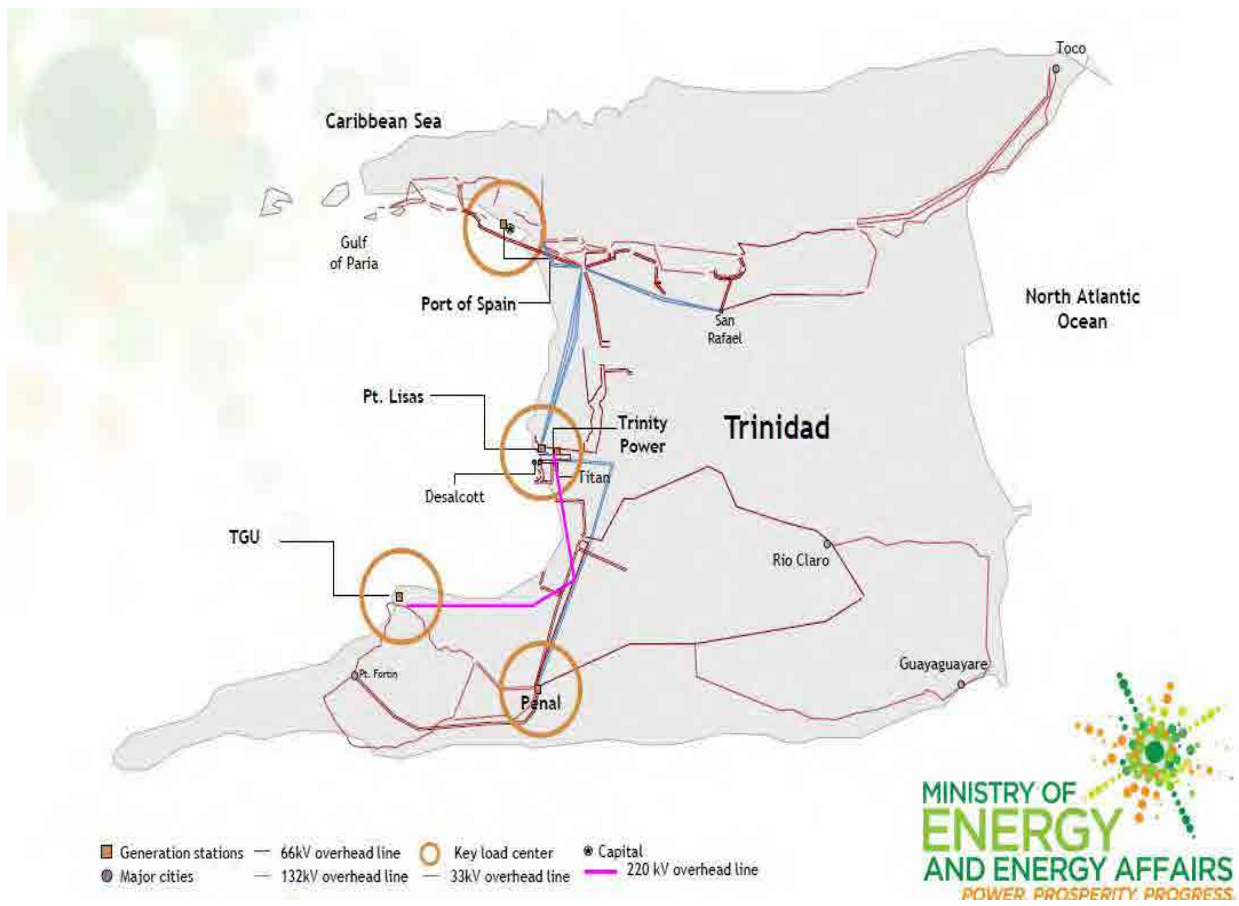 Toco
Caribbean Sea
Gulf
of Paria
North Atlantic
Ocean
Port of Spain
San
Rafael
Pt. Lisas
Trinity
Power
Trinidad
Titan
Desalcott
TGU
Rio Claro
Guayaguayare
Pt. Fortin
Penal
MINISTRY OF
ENERGY
AND ENERGY AFFAIRS
POWER. PROSPERITY. PROGRESS.
Generation stations
66kV overhead line
Key load center
Capital
Major cities
132kV overhead line
33kV overhead line
220 kV overhead line